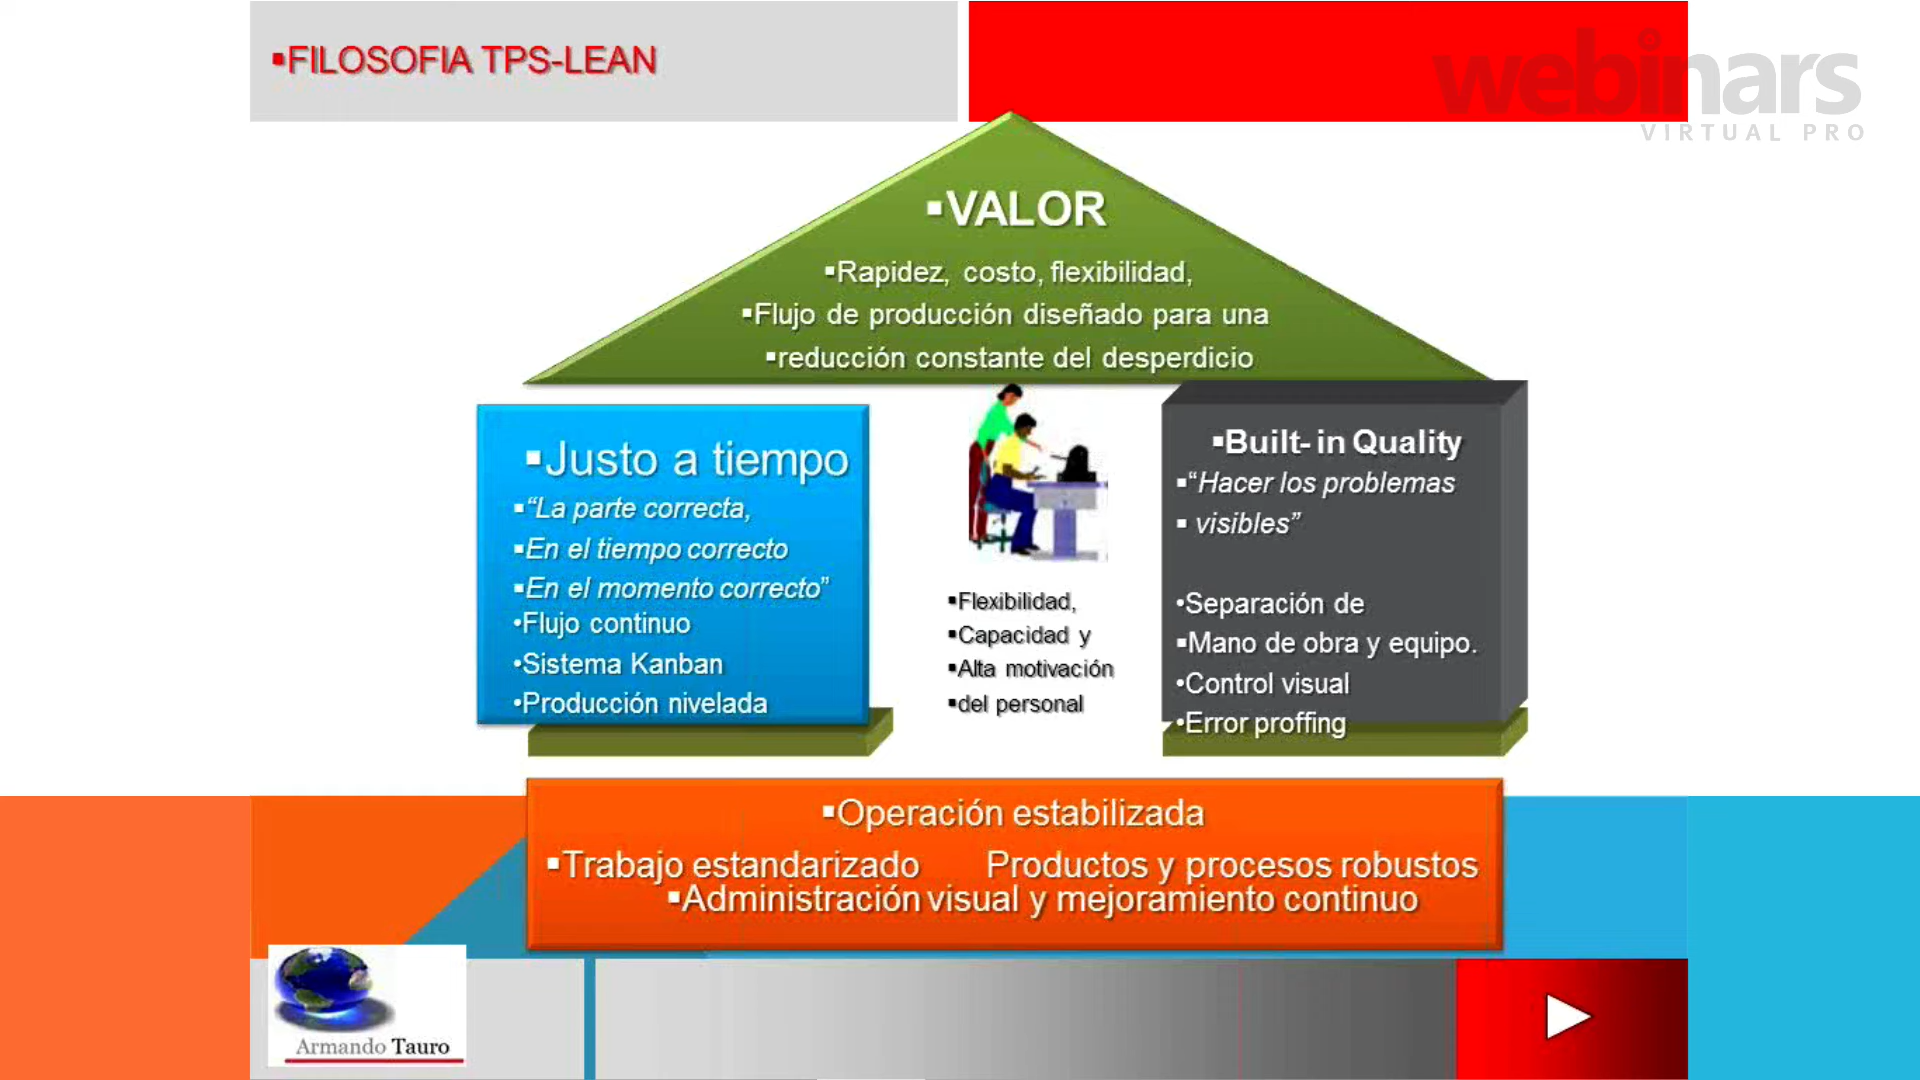 ▪FILOSOFIA TPS-LEAN
webinars
VIRTUAL PRO
▪VALOR
▪Rapidez, costo, flexibilidad,
▪Flujo de producción diseñado para una
▪reducción constante del desperdicio
▪Justo a tiempo
▪“La parte correcta,
▪En el tiempo correcto
▪En el momento correcto”
•Flujo continuo
•Sistema Kanban
•Producción nivelada
▪Flexibilidad,
▪Capacidad y
▪Alta motivación
▪del personal
▪Built- in Quality
▪“Hacer los problemas
▪ visibles”
•Separación de
▪Mano de obra y equipo.
•Control visual
•Error proffing
▪Operación estabilizada
▪Trabajo estandarizado Productos y procesos robustos
▪Administración visual y mejoramiento continuo
Armando Tauro